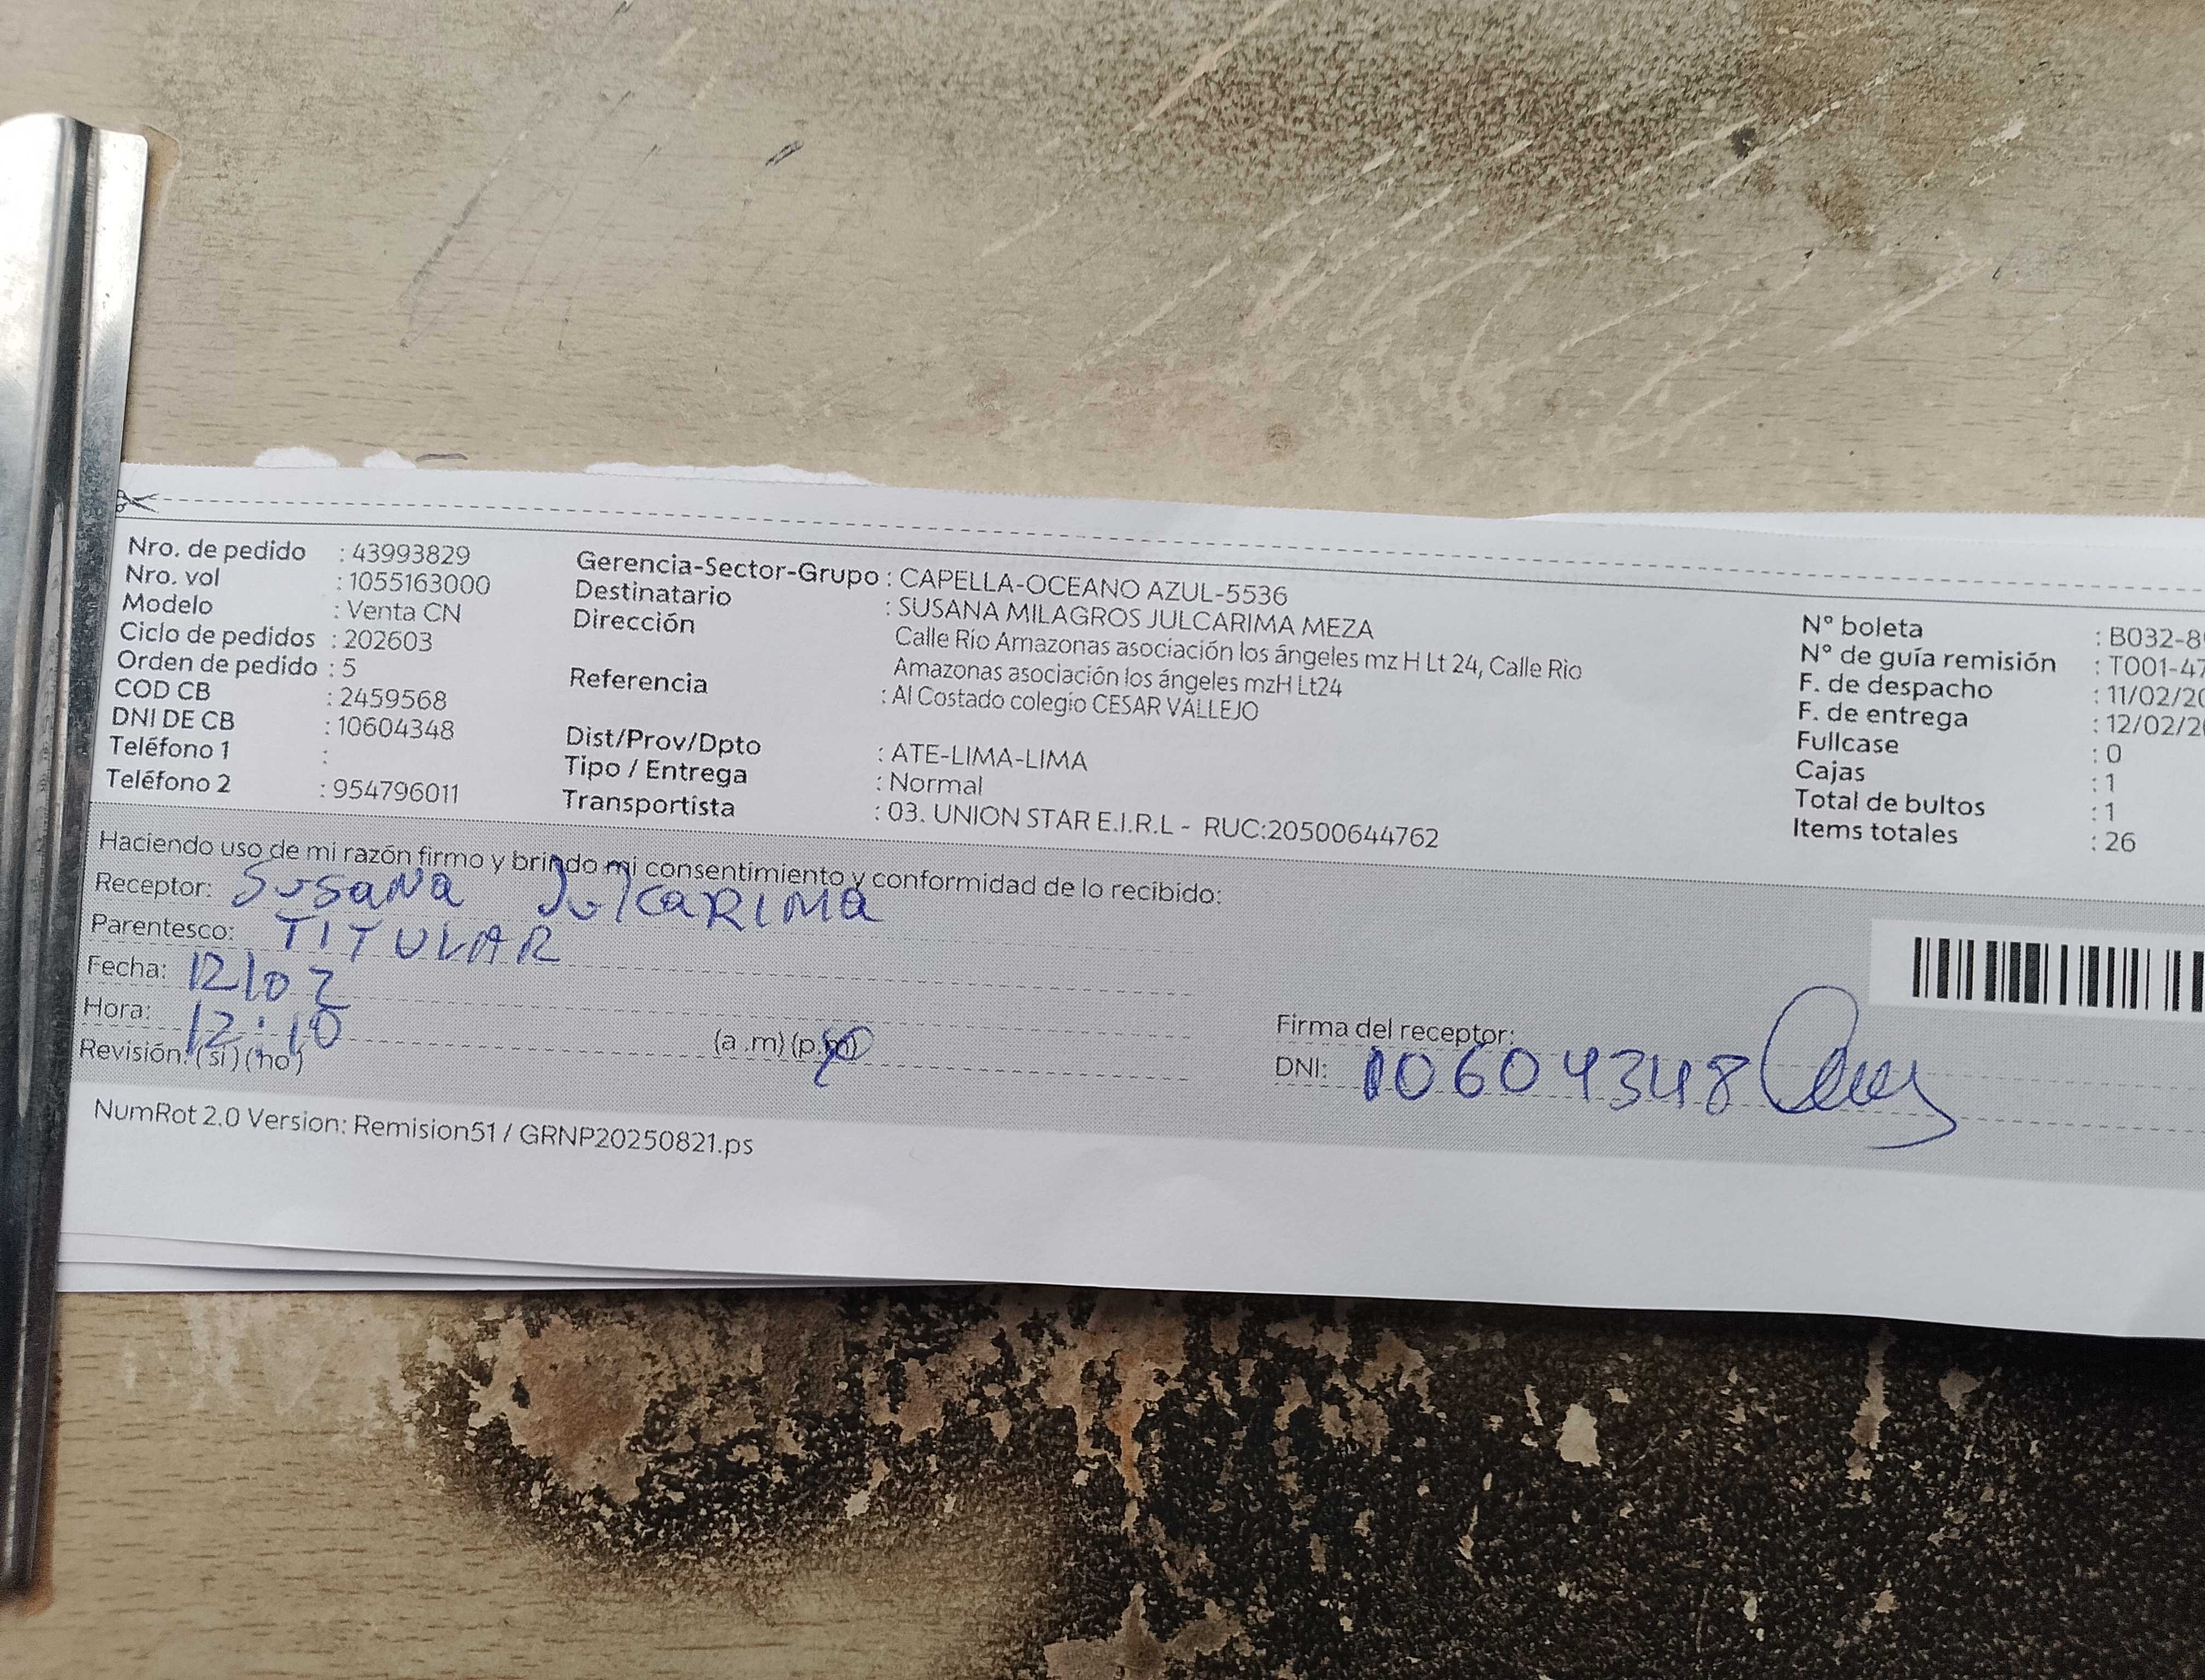 Nro. de pedido : 43993829
Nro. vol : 1055163000
Modelo : Venta CN
Ciclo de pedidos : 202603
Orden de pedido : 5
COD CB : 2459568
DNI DE CB : 10604348
Teléfono 1 :
Teléfono 2 : 954796011
Gerencia-Sector-Grupo : CAPELLA-OCEANO AZUL-5536
Destinatario : SUSANA MILAGROS JULCARIMA MEZA
Dirección Calle Rio Amazonas asociación los ángeles mz H Lt 24, Calle Rio
Amazonas asociación los ángeles mzH Lt24
Referencia : Al Costado colegio CESAR VALLEJO
Dist/Prov/Dpto : ATE-LIMA-LIMA
Tipo / Entrega : Normal
Transportista : 03. UNION STAR E.I.R.L - RUC:20500644762
N° boleta : B032-8
N° de guía remisión : T001-47
F. de despacho : 11/02/20
F. de entrega : 12/02/20
Fullcase : 0
Cajas : 1
Total de bultos : 1
Items totales : 26
Haciendo uso de mi razón firmo y brindo mi consentimiento y conformidad de lo recibido:
Receptor: SUSANA JULCARIMA
Parentesco: TITULAR
Fecha: 12/02
Hora: 12:10 (a .m) (p.m)
Revisión: (si) (no)
Firma del receptor:
DNI: 10604348
NumRot 2.0 Version: Remision51 / GRNP20250821.ps